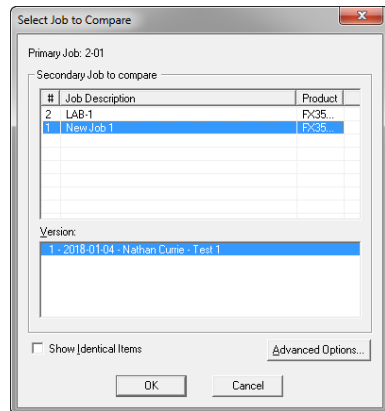 Select Job to Compare
Primary Job: 2-01
Secondary Job to compare
# Job Description Product
2 LAB-1 FX35...
1 New Job 1 FX35...
Version:
1 - 2018-01-04 - Nathan Currie - Test 1
Show Identical Items
Advanced Options...
OK Cancel